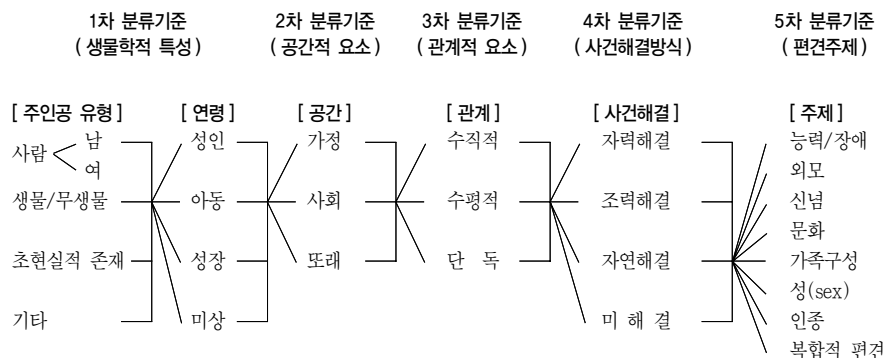 1차 분류기준 2차 분류기준 3차 분류기준 4차 분류기준 5차 분류기준
( 생물학적 특성) ( 공간적 요소) ( 관계적 요소) ( 사건해결방식) ( 편견주제)
[ 주인공 유형] [ 연령] [ 공간] [ 관계] [ 사건해결] [ 주제]
남 성인 가정 수직적 자력해결 능력/장애
사람
여 외모
생물/무생물 아동 사회 수평적 조력해결 신념
문화
초현실적 존재 성장 또래 단 독 자연해결 가족구성
성(sex)
기타 미상 미 해 결 인종
복합적 편견